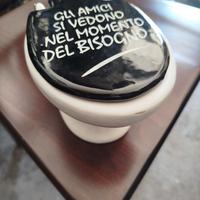 GLI AMICI
SI VEDONO
NEL MOMENTO
DEL BISOGNO